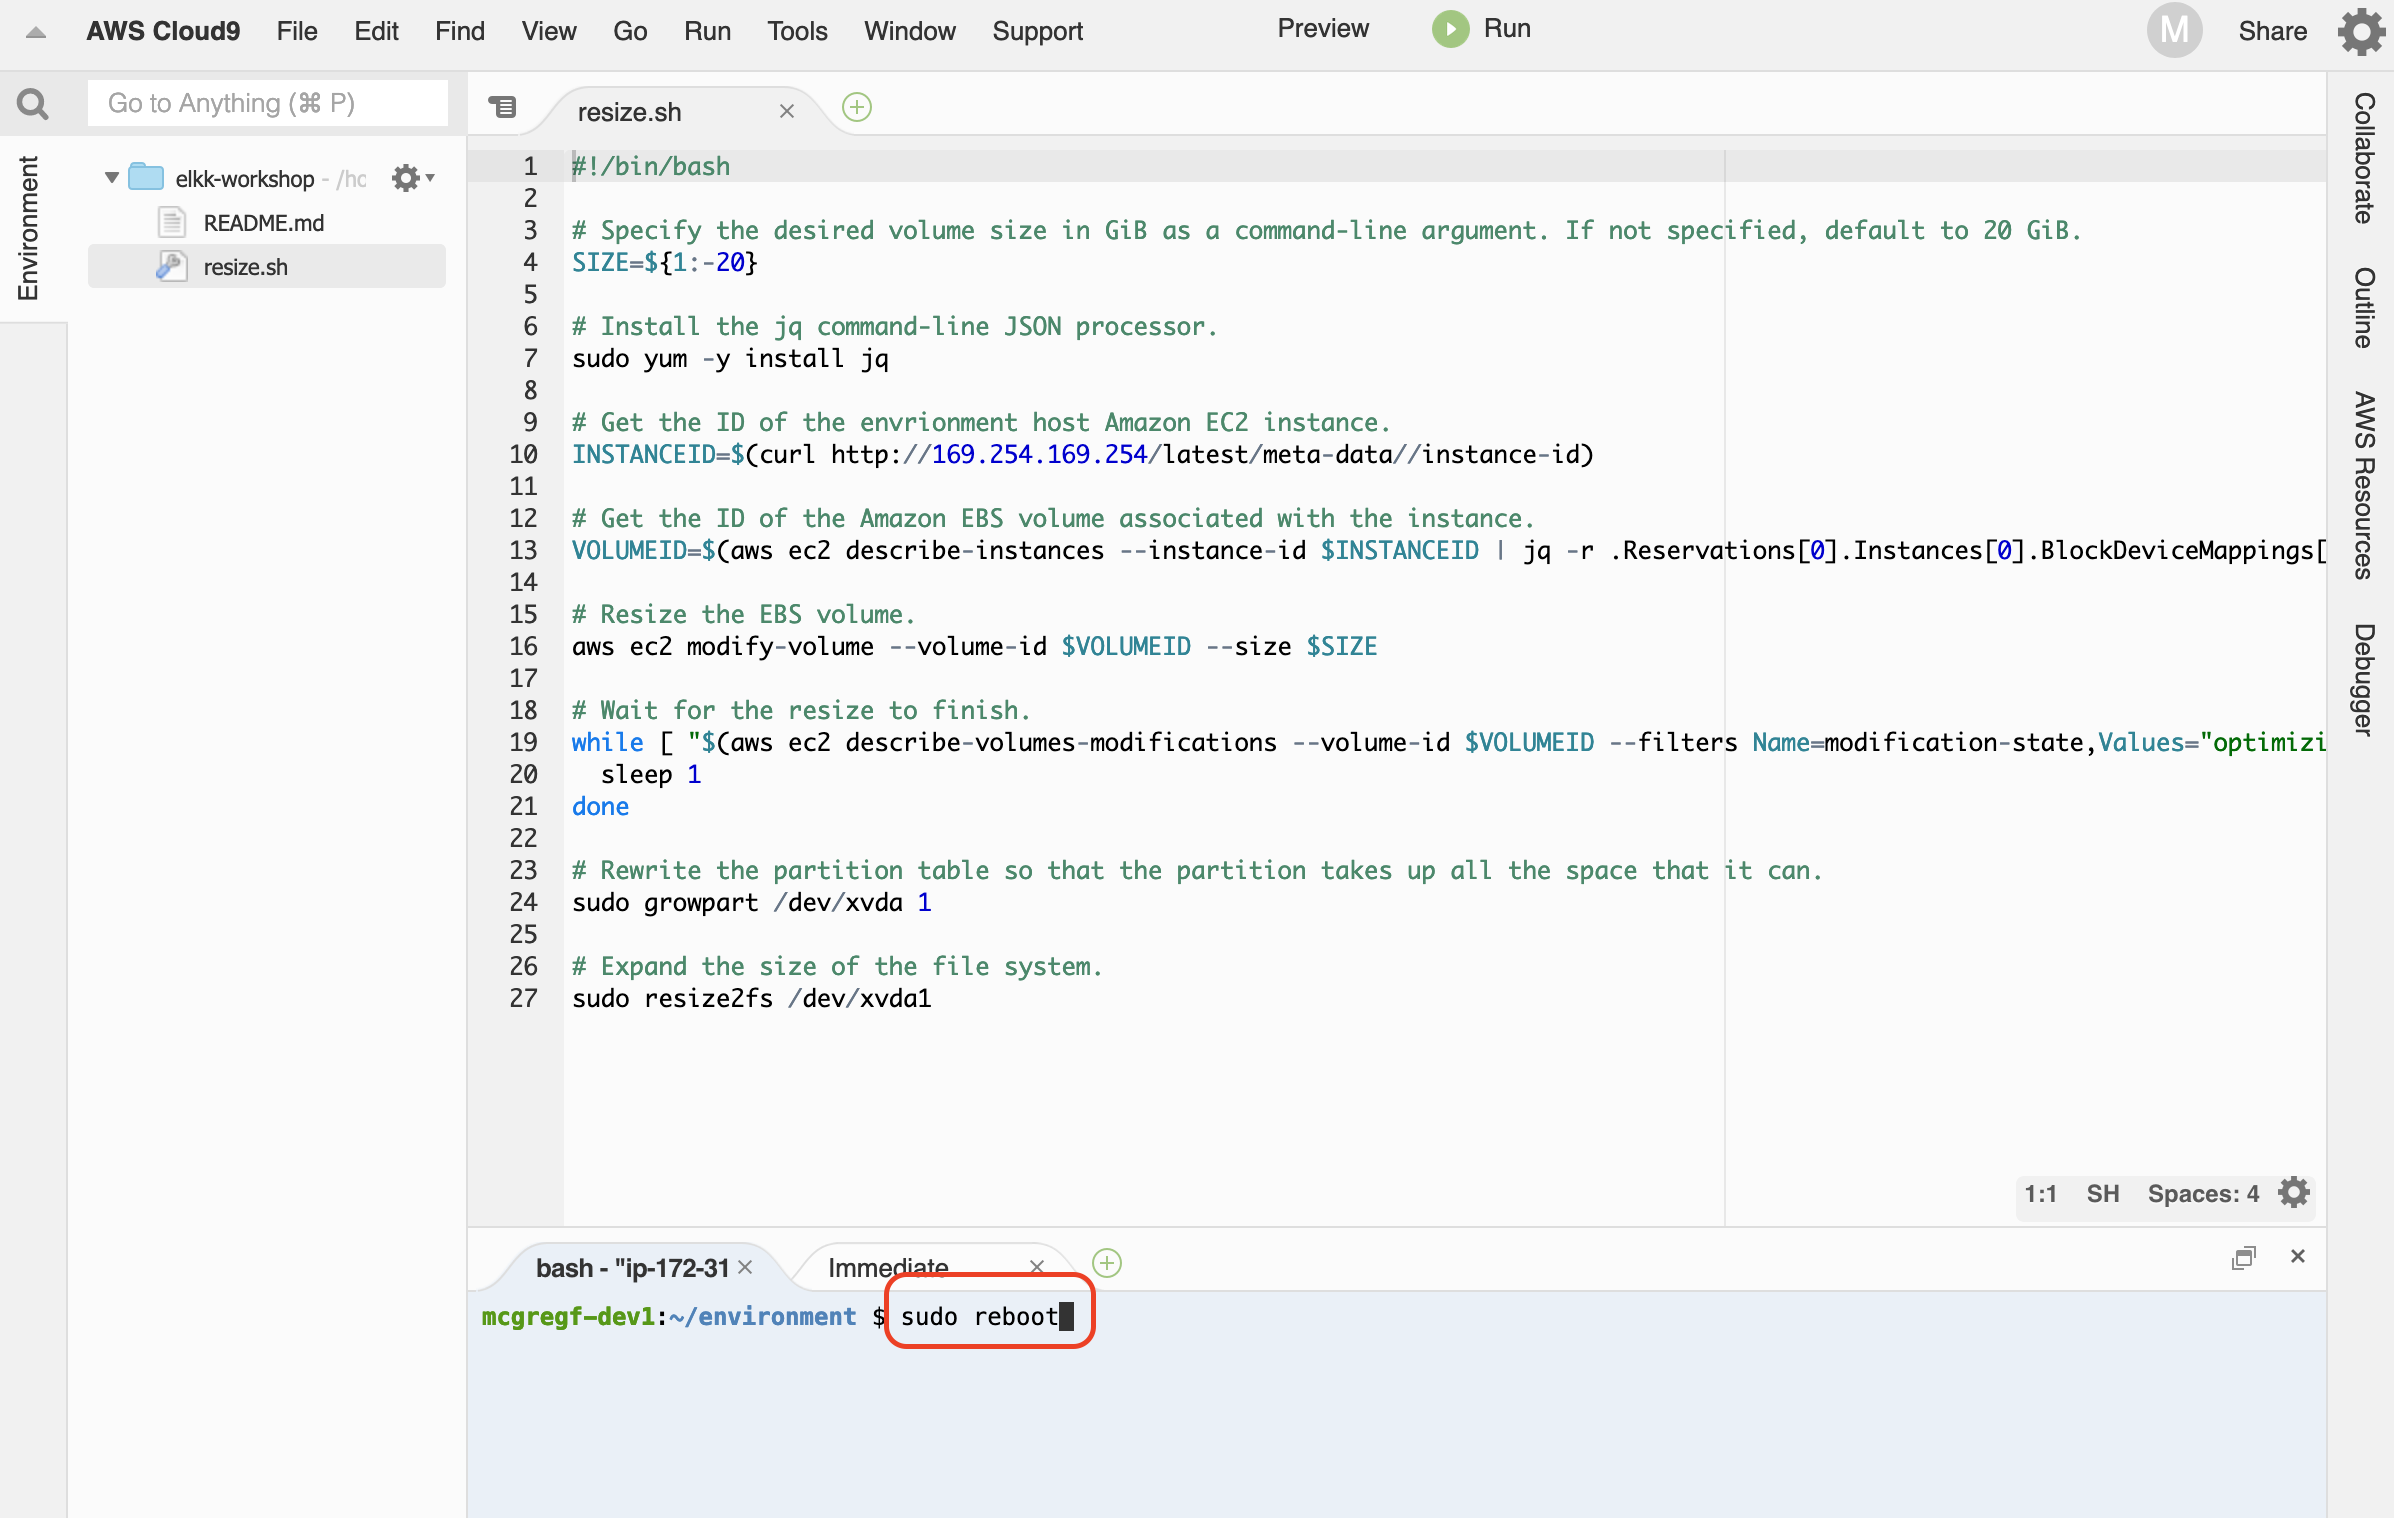 AWS Cloud9 File Edit Find View Go Run Tools Window Support Preview Run M Share
Go to Anything (⌘ P)
Environment
elkk-workshop - /hc
README.md
resize.sh
resize.sh
1 #!/bin/bash
2
3 # Specify the desired volume size in GiB as a command-line argument. If not specified, default to 20 GiB.
4 SIZE=${1:-20}
5
6 # Install the jq command-line JSON processor.
7 sudo yum -y install jq
8
9 # Get the ID of the envrionment host Amazon EC2 instance.
10 INSTANCEID=$(curl http://169.254.169.254/latest/meta-data//instance-id)
11
12 # Get the ID of the Amazon EBS volume associated with the instance.
13 VOLUMEID=$(aws ec2 describe-instances --instance-id $INSTANCEID | jq -r .Reservations[0].Instances[0].BlockDeviceMappings[
14
15 # Resize the EBS volume.
16 aws ec2 modify-volume --volume-id $VOLUMEID --size $SIZE
17
18 # Wait for the resize to finish.
19 while [ "$(aws ec2 describe-volumes-modifications --volume-id $VOLUMEID --filters Name=modification-state,Values="optimizi
20   sleep 1
21 done
22
23 # Rewrite the partition table so that the partition takes up all the space that it can.
24 sudo growpart /dev/xvda 1
25
26 # Expand the size of the file system.
27 sudo resize2fs /dev/xvda1
1:1 SH Spaces: 4
bash - "ip-172-31 Immediate
mcgregf-dev1:~/environment $ sudo reboot
Collaborate
Outline
AWS Resources
Debugger